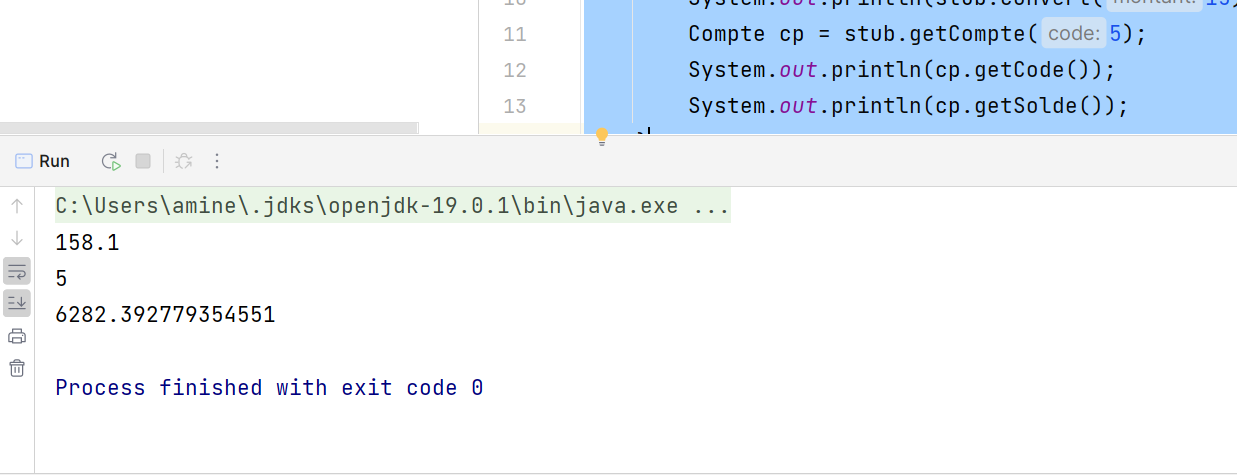 10 System.out.println(stub.convert( montant: 15)
11 Compte cp = stub.getCompte( code: 5);
12 System.out.println(cp.getCode());
13 System.out.println(cp.getSolde());
Run
C:\Users\amine\.jdks\openjdk-19.0.1\bin\java.exe ...
158.1
5
6282.392779354551
Process finished with exit code 0